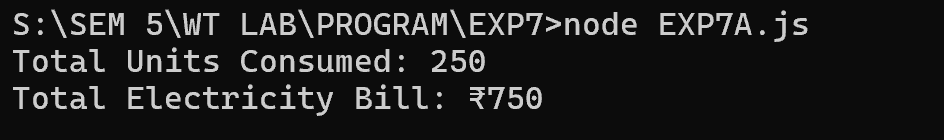 S:\SEM 5\WT LAB\PROGRAM\EXP7>node EXP7A.js
Total Units Consumed: 250
Total Electricity Bill: ₹750